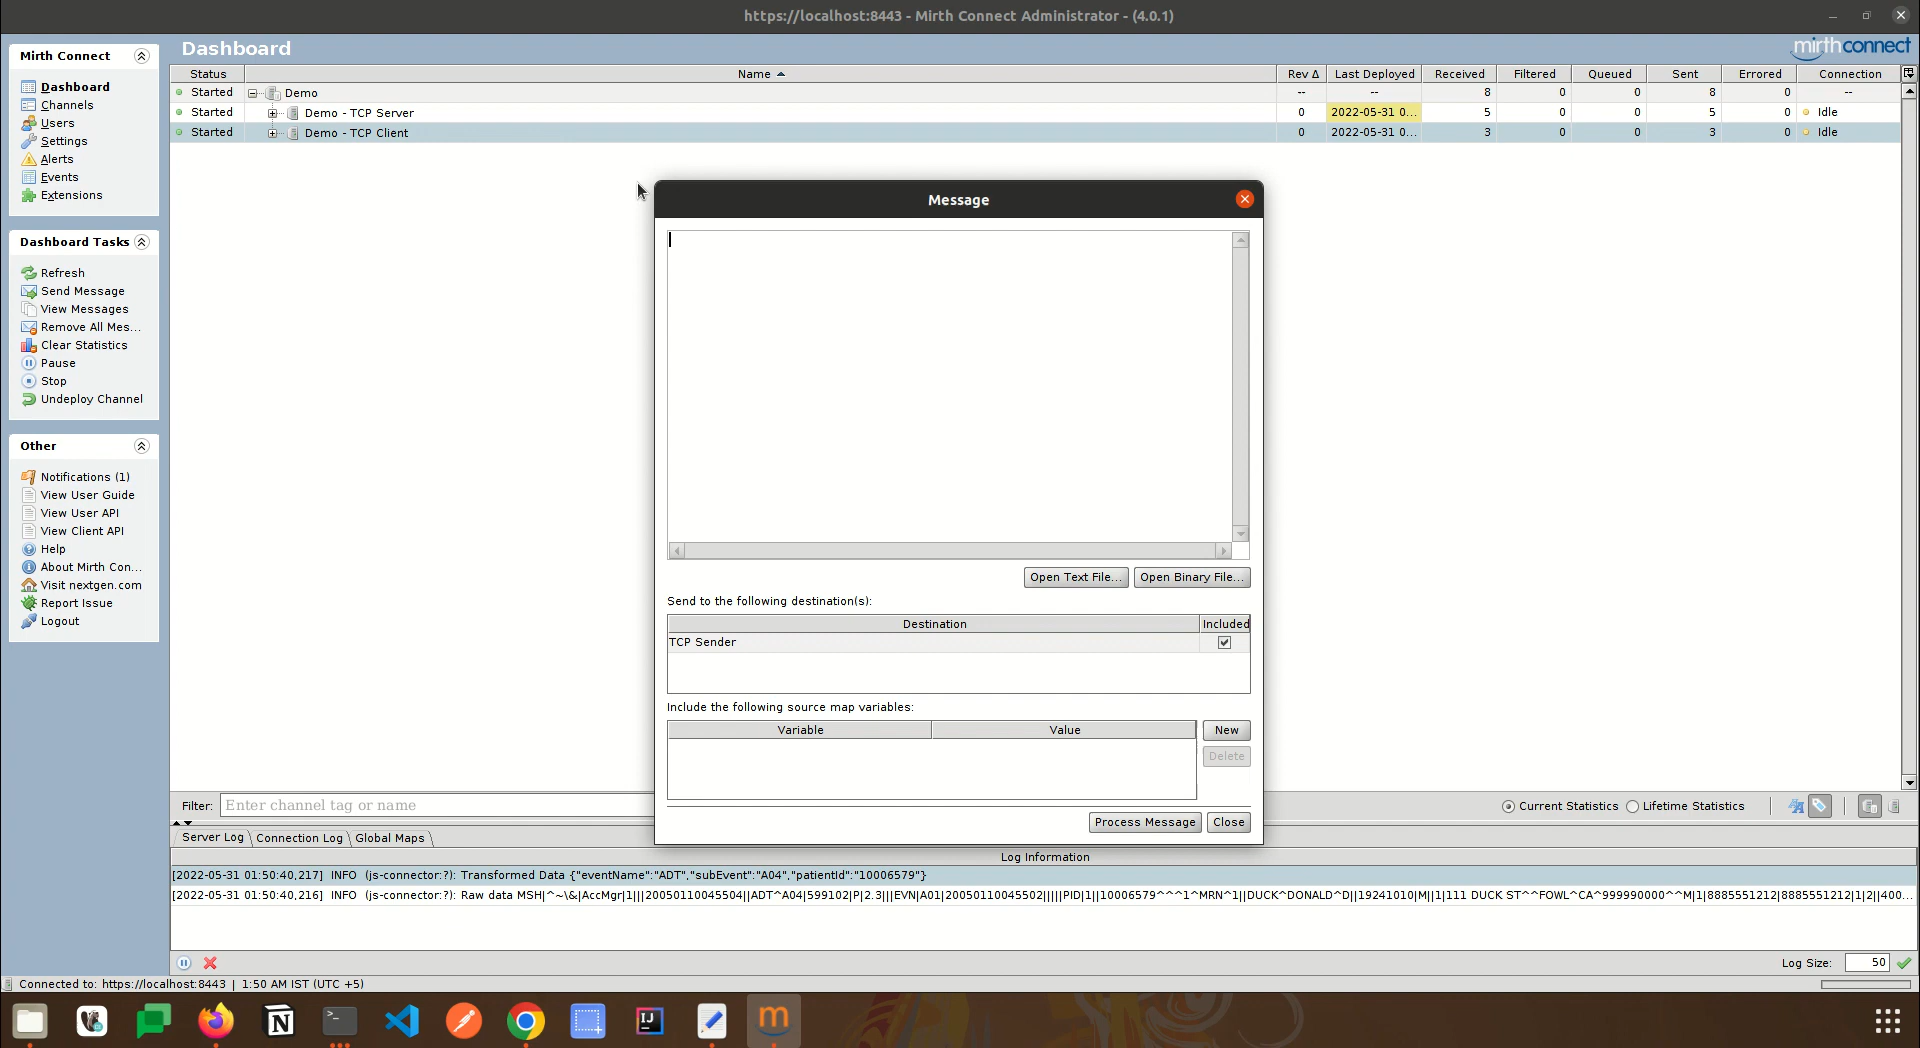 https://localhost:8443 - Mirth Connect Administrator - (4.0.1)
Mirth Connect
Dashboard
Channels
Users
Settings
Alerts
Events
Extensions
Dashboard Tasks
Refresh
Send Message
View Messages
Remove All Mes...
Clear Statistics
Pause
Stop
Undeploy Channel
Other
Notifications (1)
View User Guide
View User API
View Client API
Help
About Mirth Con...
Visit nextgen.com
Report Issue
Logout
Dashboard
mirthconnect
Status Name Rev Δ Last Deployed Received Filtered Queued Sent Errored Connection
Started Demo -- -- 8 0 0 8 0 --
Started Demo - TCP Server 0 2022-05-31 0... 5 0 0 5 0 Idle
Started Demo - TCP Client 0 2022-05-31 0... 3 0 0 3 0 Idle
Message
Open Text File... Open Binary File...
Send to the following destination(s):
Destination Included
TCP Sender
Include the following source map variables:
Variable Value New
Delete
Process Message Close
Filter: Enter channel tag or name Current Statistics Lifetime Statistics
Server Log Connection Log Global Maps
Log Information
[2022-05-31 01:50:40,217] INFO (js-connector:?): Transformed Data {"eventName":"ADT","subEvent":"A04","patientId":"10006579"}
[2022-05-31 01:50:40,216] INFO (js-connector:?): Raw data MSH|^~\&|AccMgr|1|||20050110045504||ADT^A04|599102|P|2.3|||EVN|A01|20050110045502|||||PID|1||10006579^^^1^MRN^1||DUCK^DONALD^D||19241010|M||1|111 DUCK ST^^FOWL^CA^999990000^^M|1|8885551212|8885551212|1|2||400...
Log Size: 50
Connected to: https://localhost:8443 | 1:50 AM IST (UTC +5)